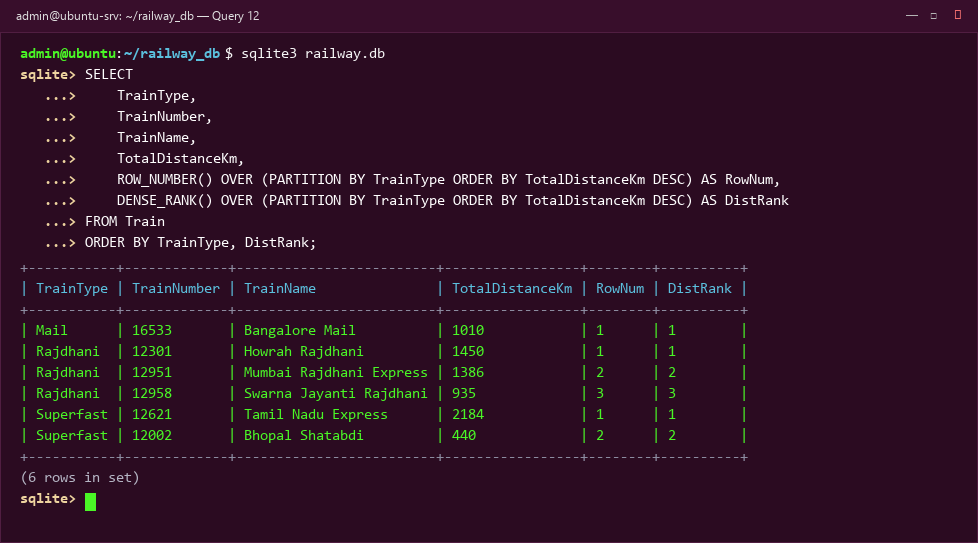 admin@ubuntu-srv: ~/railway_db — Query 12
admin@ubuntu:~/railway_db $ sqlite3 railway.db
sqlite> SELECT
   ...>     TrainType,
   ...>     TrainNumber,
   ...>     TrainName,
   ...>     TotalDistanceKm,
   ...>     ROW_NUMBER() OVER (PARTITION BY TrainType ORDER BY TotalDistanceKm DESC) AS RowNum,
   ...>     DENSE_RANK() OVER (PARTITION BY TrainType ORDER BY TotalDistanceKm DESC) AS DistRank
   ...> FROM Train
   ...> ORDER BY TrainType, DistRank;
+-----------+-------------+-------------------------+-----------------+--------+----------+
| TrainType | TrainNumber | TrainName               | TotalDistanceKm | RowNum | DistRank |
+-----------+-------------+-------------------------+-----------------+--------+----------+
| Mail      | 16533       | Bangalore Mail          | 1010            | 1      | 1        |
| Rajdhani  | 12301       | Howrah Rajdhani         | 1450            | 1      | 1        |
| Rajdhani  | 12951       | Mumbai Rajdhani Express | 1386            | 2      | 2        |
| Rajdhani  | 12958       | Swarna Jayanti Rajdhani | 935             | 3      | 3        |
| Superfast | 12621       | Tamil Nadu Express      | 2184            | 1      | 1        |
| Superfast | 12002       | Bhopal Shatabdi         | 440             | 2      | 2        |
+-----------+-------------+-------------------------+-----------------+--------+----------+
(6 rows in set)
sqlite>